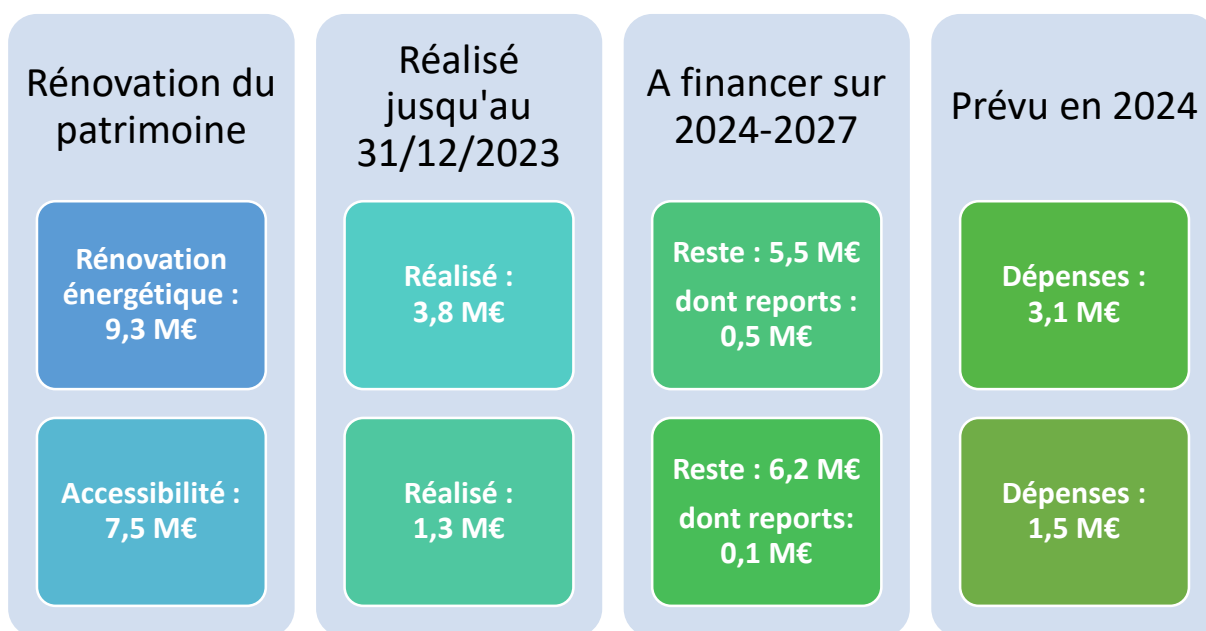 Rénovation du
patrimoine
Rénovation
énergétique :
9,3 M€
Accessibilité :
7,5 M€
Réalisé
jusqu'au
31/12/2023
Réalisé :
3,8 M€
Réalisé :
1,3 M€
A financer sur
2024-2027
Reste : 5,5 M€
dont reports :
0,5 M€
Reste : 6,2 M€
dont reports:
0,1 M€
Prévu en 2024
Dépenses :
3,1 M€
Dépenses :
1,5 M€